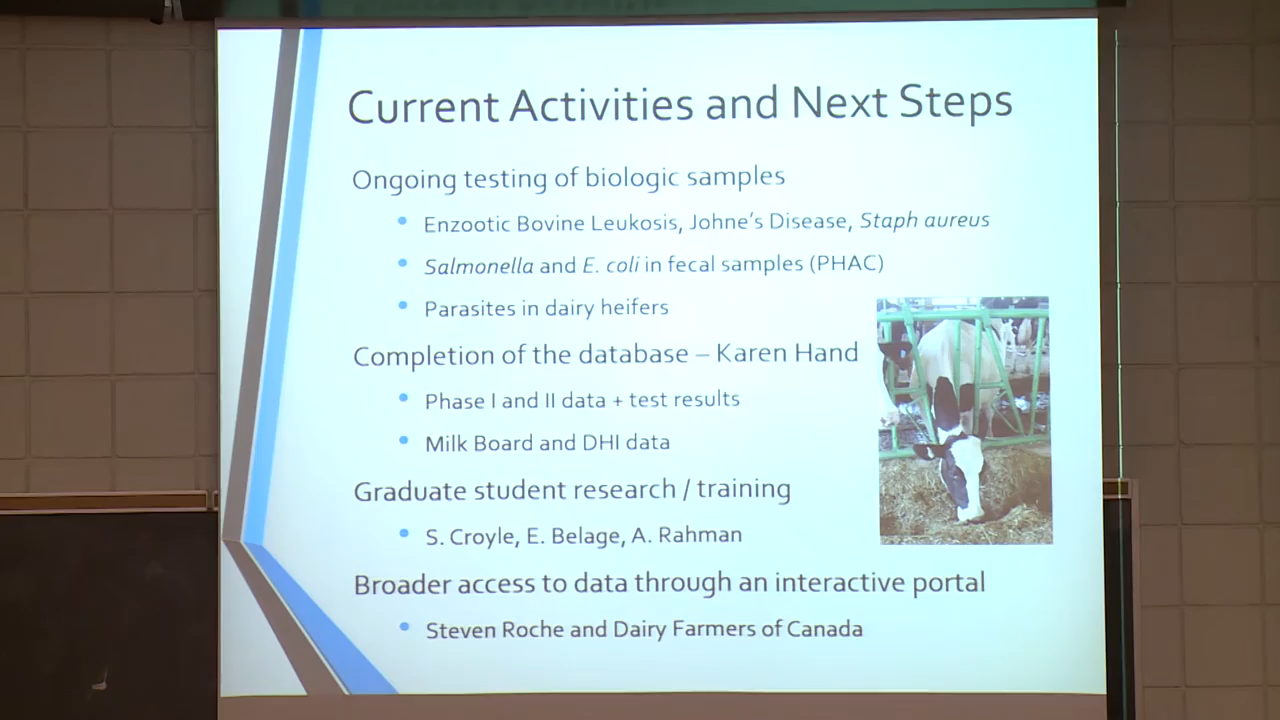 Current Activities and Next Steps
Ongoing testing of biologic samples
Enzootic Bovine Leukosis, Johne's Disease, Staph aureus
Salmonella and E. coli in fecal samples (PHAC)
Parasites in dairy heifers
Completion of the database – Karen Hand
Phase I and II data + test results
Milk Board and DHI data
Graduate student research / training
S. Croyle, E. Belage, A. Rahman
Broader access to data through an interactive portal
Steven Roche and Dairy Farmers of Canada